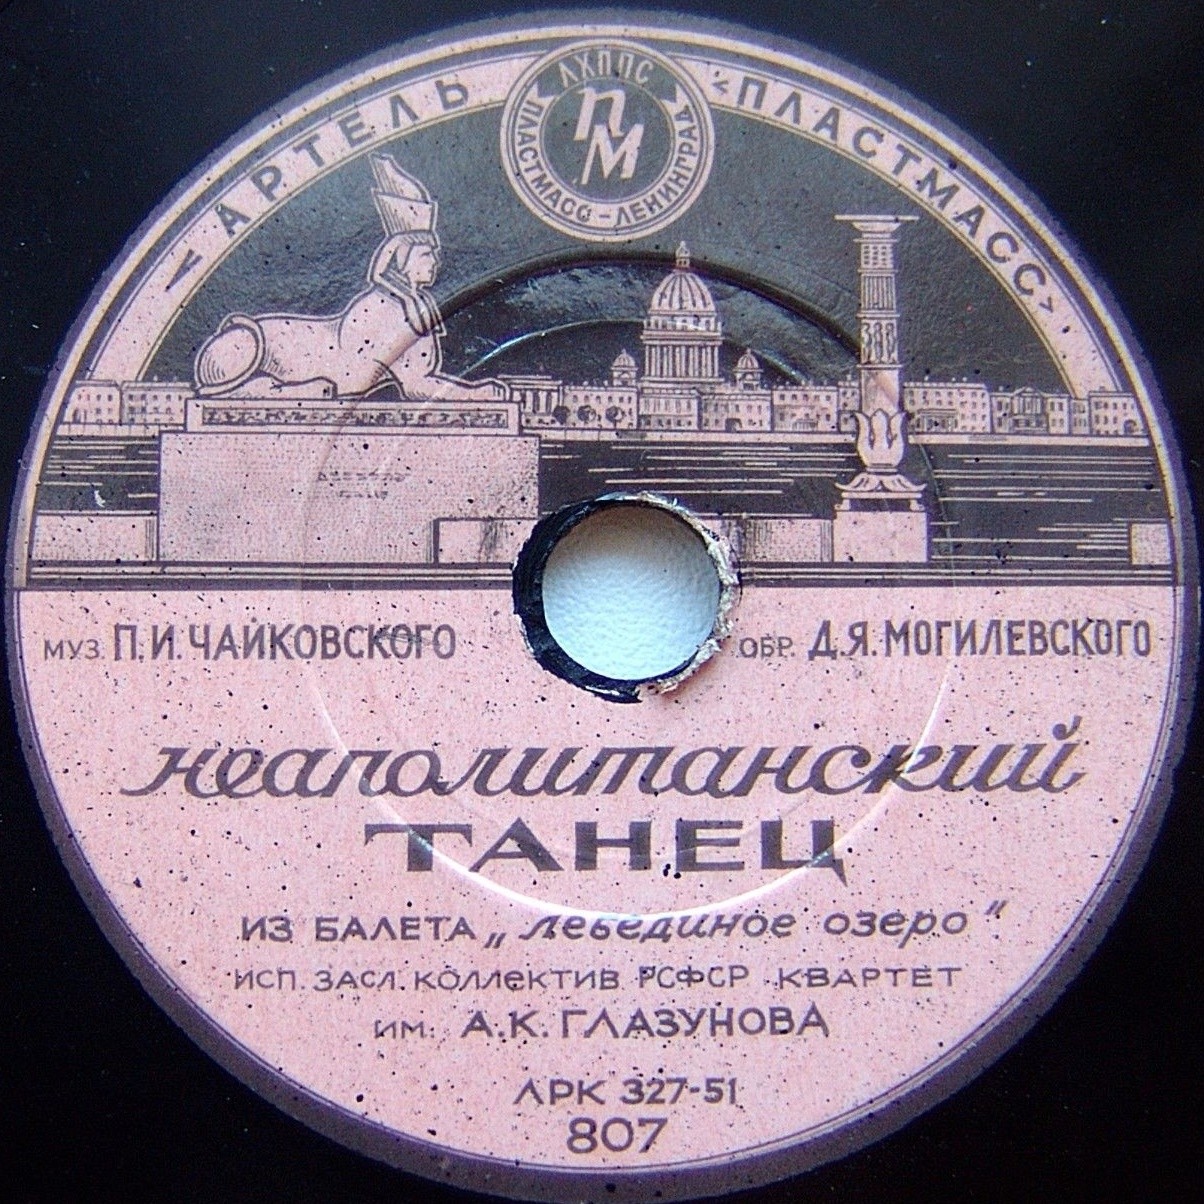 АРТЕЛЬ «ПЛАСТМАСС»
ЛХППС
ПМ
ПЛАСТМАСС-ЛЕНИНГРАД
МУЗ. П.И. ЧАЙКОВСКОГО
ОБР. Д.Я. МОГИЛЕВСКОГО
неаполитанский
ТАНЕЦ
ИЗ БАЛЕТА „лебединое озеро"
ИСП. ЗАСЛ. КОЛЛЕКТИВ РСФСР КВАРТЕТ
ИМ. А.К. ГЛАЗУНОВА
ЛРК 327-51
807